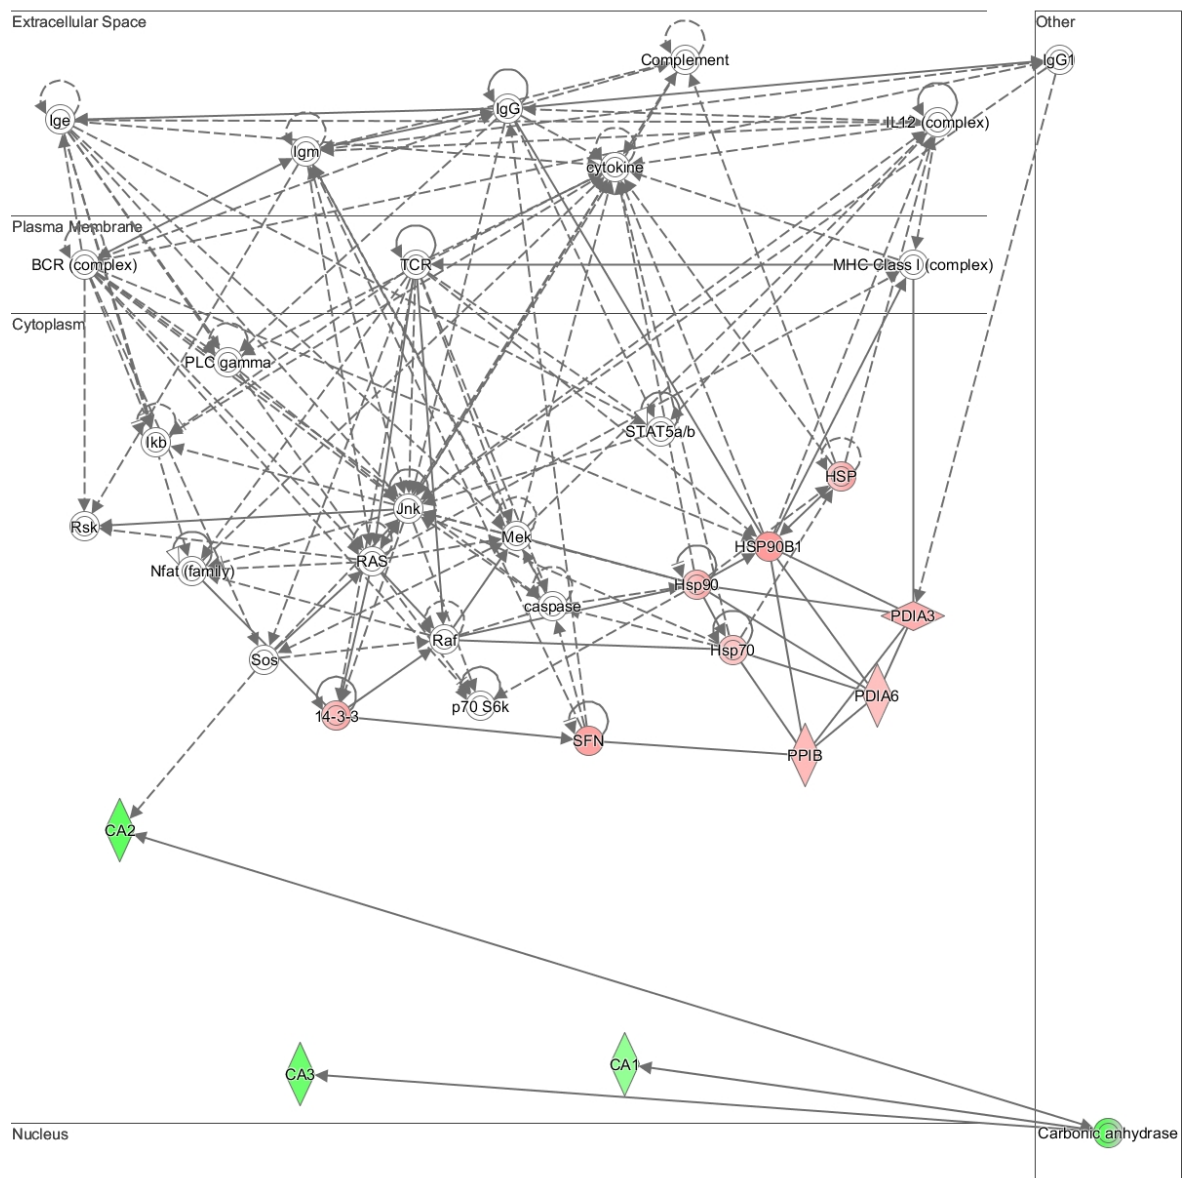 Extracellular Space
Other
Complement
IgG1
IgG
Ige
IL12 (complex)
Igm
cytokine
Plasma Membrane
BCR (complex)
TCR
MHC Class I (complex)
Cytoplasm
PLC gamma
STAT5a/b
Ikb
HSP
Jnk
Rsk
Mek
HSP90B1
RAS
Nfat (family)
Hsp90
caspase
PDIA3
Raf
Hsp70
Sos
PDIA6
p70 S6k
14-3-3
SFN
PPIB
CA2
CA1
CA3
Nucleus
Carbonic anhydrase